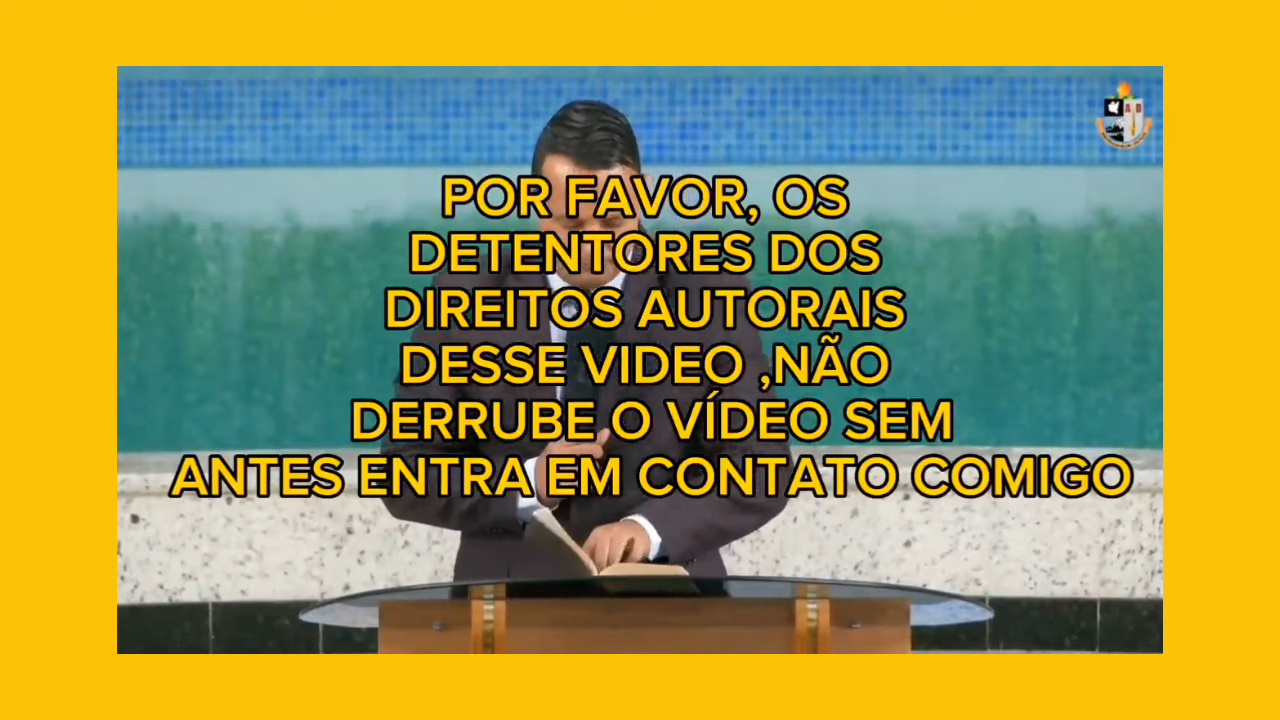 POR FAVOR, OS
DETENTORES DOS
DIREITOS AUTORAIS
DESSE VIDEO ,NÃO
DERRUBE O VÍDEO SEM
ANTES ENTRA EM CONTATO COMIGO
A D